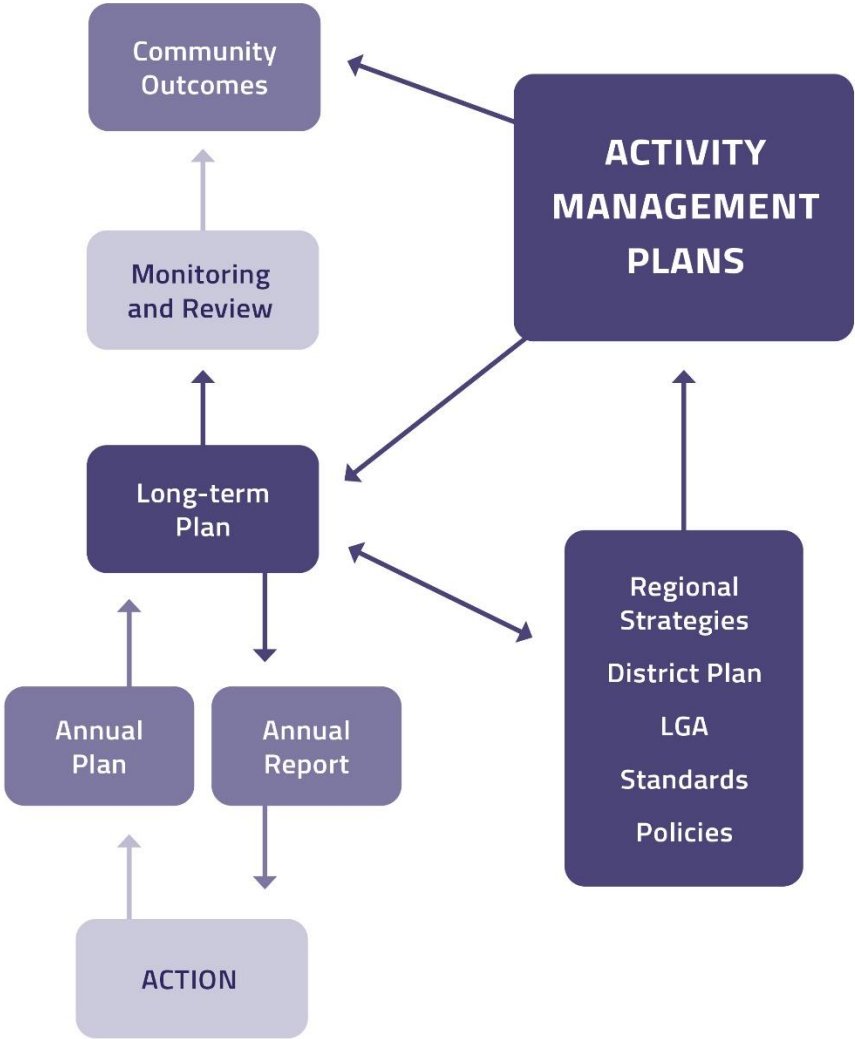 Community
Outcomes
ACTIVITY
MANAGEMENT
PLANS
Monitoring
and Review
Long-term
Plan
Regional
Strategies
District Plan
LGA
Standards
Policies
Annual
Plan
Annual
Report
ACTION